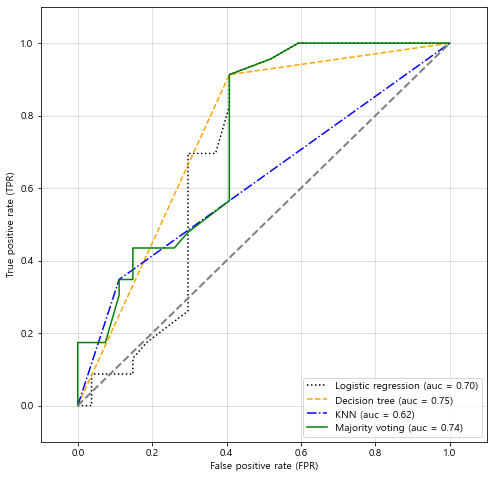 1.0
0.8
0.6
0.4
0.2
0.0
True positive rate (TPR)
Logistic regression (auc = 0.70)
Decision tree (auc = 0.75)
KNN (auc = 0.62)
Majority voting (auc = 0.74)
0.0 0.2 0.4 0.6 0.8 1.0
False positive rate (FPR)